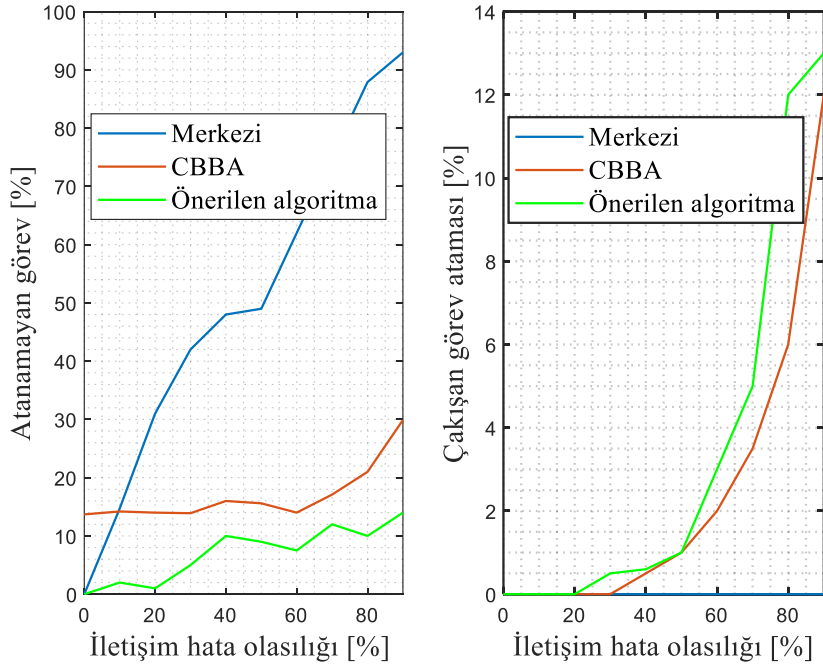 100
90
80
70
60
50
40
30
20
10
0
0 20 40 60 80
Atanamayan görev [%]
İletişim hata olasılığı [%]
Merkezi
CBBA
Önerilen algoritma
14
12
10
8
6
4
2
0
0 20 40 60 80
Çakışan görev ataması [%]
İletişim hata olasılığı [%]
Merkezi
CBBA
Önerilen algoritma